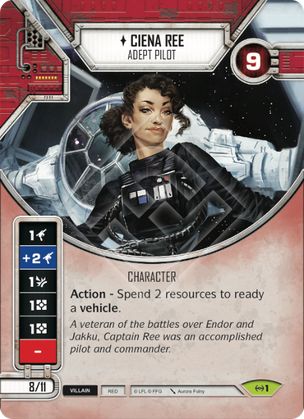 CIENA REE
ADEPT PILOT
9
1
+2
1
1
1
-
CHARACTER
Action - Spend 2 resources to ready
a vehicle.
A veteran of the battles over Endor and
Jakku, Captain Ree was an accomplished
pilot and commander.
8/11
VILLAIN
RED
© LFL © FFG
Aurore Folny
1